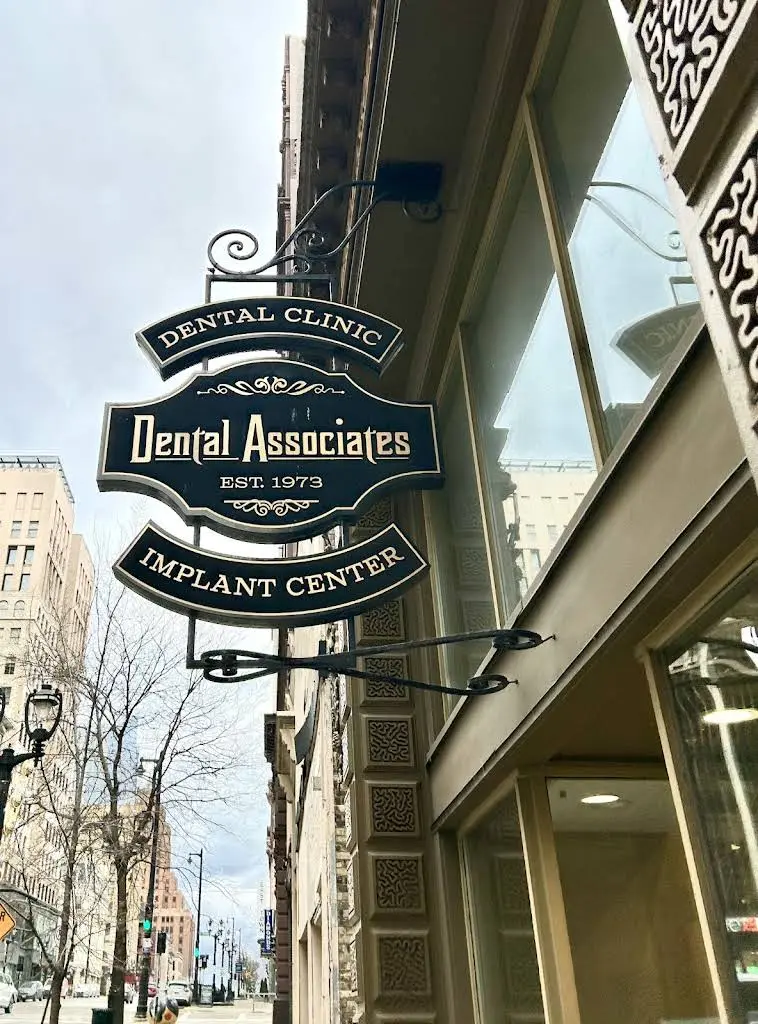 DENTAL CLINIC
Dental Associates
EST. 1973
IMPLANT CENTER